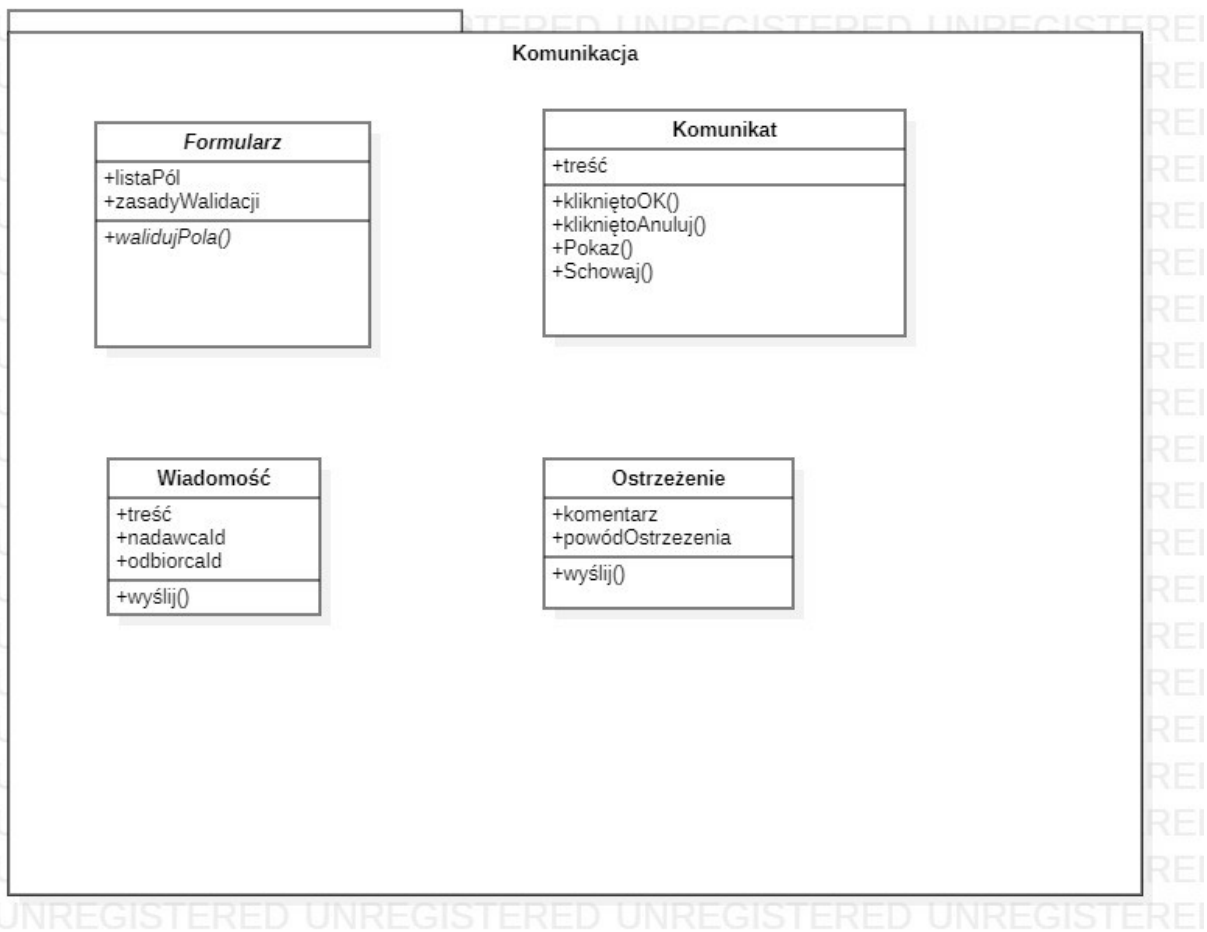 Komunikacja
Formularz
+listaPól
+zasadyWalidacji
+walidujPola()
Komunikat
+treść
+klikniętoOK()
+klikniętoAnuluj()
+Pokaz()
+Schowaj()
Wiadomość
+treść
+nadawcaId
+odbiorcaId
+wyślij()
Ostrzeżenie
+komentarz
+powódOstrzezenia
+wyślij()
UNREGISTERED UNREGISTERED UNREGISTERED UNREGISTEREI